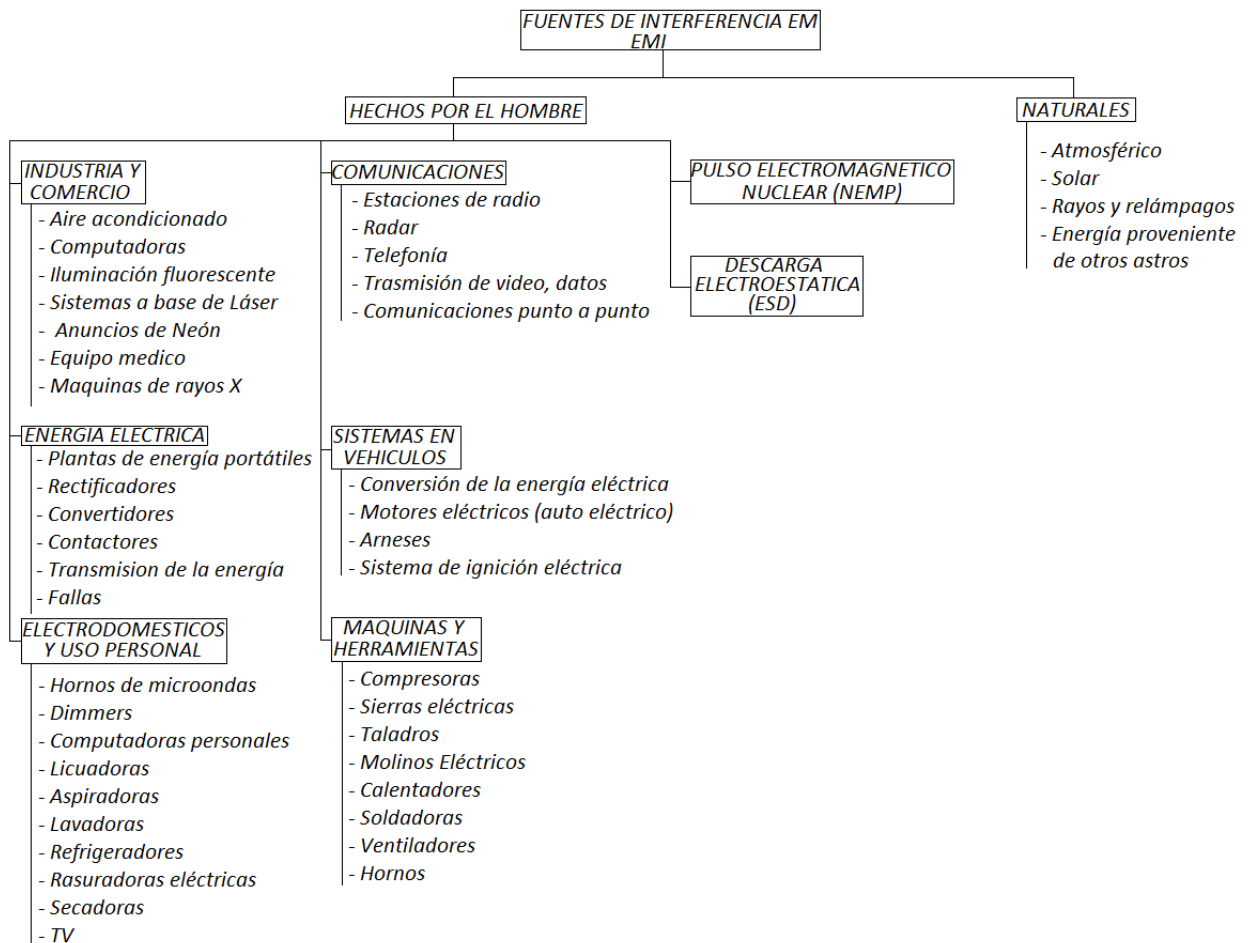 FUENTES DE INTERFERENCIA EM
EMI
HECHOS POR EL HOMBRE
NATURALES
- Atmosférico
- Solar
- Rayos y relámpagos
- Energía proveniente
de otros astros
INDUSTRIA Y
COMERCIO
- Aire acondicionado
- Computadoras
- Iluminación fluorescente
- Sistemas a base de Láser
- Anuncios de Neón
- Equipo medico
- Maquinas de rayos X
ENERGIA ELECTRICA
- Plantas de energía portátiles
- Rectificadores
- Convertidores
- Contactores
- Transmision de la energía
- Fallas
ELECTRODOMESTICOS
Y USO PERSONAL
- Hornos de microondas
- Dimmers
- Computadoras personales
- Licuadoras
- Aspiradoras
- Lavadoras
- Refrigeradores
- Rasuradoras eléctricas
- Secadoras
- TV
COMUNICACIONES
- Estaciones de radio
- Radar
- Telefonía
- Trasmisión de video, datos
- Comunicaciones punto a punto
SISTEMAS EN
VEHICULOS
- Conversión de la energía eléctrica
- Motores eléctricos (auto eléctrico)
- Arneses
- Sistema de ignición eléctrica
MAQUINAS Y
HERRAMIENTAS
- Compresoras
- Sierras eléctricas
- Taladros
- Molinos Eléctricos
- Calentadores
- Soldadoras
- Ventiladores
- Hornos
PULSO ELECTROMAGNETICO
NUCLEAR (NEMP)
DESCARGA
ELECTROESTATICA
(ESD)